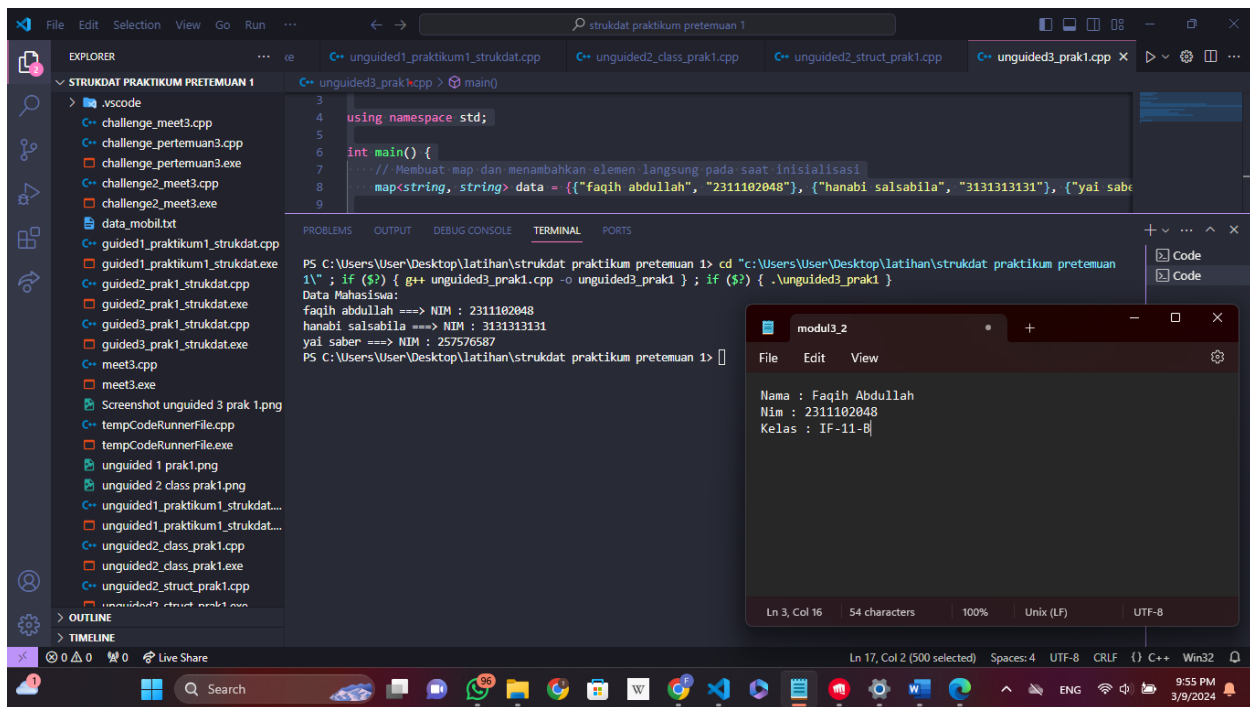 File Edit Selection View Go Run ···
strukdat praktikum pretemuan 1
EXPLORER ···
STRUKDAT PRAKTIKUM PRETEMUAN 1
.vscode
challenge_meet3.cpp
challenge_pertemuan3.cpp
challenge_pertemuan3.exe
challenge2_meet3.cpp
challenge2_meet3.exe
data_mobil.txt
guided1_praktikum1_strukdat.cpp
guided1_praktikum1_strukdat.exe
guided2_prak1_strukdat.cpp
guided2_prak1_strukdat.exe
guided3_prak1_strukdat.cpp
guided3_prak1_strukdat.exe
meet3.cpp
meet3.exe
Screenshot unguided 3 prak 1.png
tempCodeRunnerFile.cpp
tempCodeRunnerFile.exe
unguided 1 prak1.png
unguided 2 class prak1.png
unguided1_praktikum1_strukdat....
unguided1_praktikum1_strukdat....
unguided2_class_prak1.cpp
unguided2_class_prak1.exe
unguided2_struct_prak1.cpp
unguided2_struct_prak1.exe
OUTLINE
TIMELINE
ce unguided1_praktikum1_strukdat.cpp unguided2_class_prak1.cpp unguided2_struct_prak1.cpp unguided3_prak1.cpp
unguided3_prak1.cpp > main()
3
4 using namespace std;
5
6 int main() {
7 // Membuat map dan menambahkan elemen langsung pada saat inisialisasi
8 map<string, string> data = {{"faqih abdullah", "2311102048"}, {"hanabi salsabila", "3131313131"}, {"yai sabe
9
PROBLEMS OUTPUT DEBUG CONSOLE TERMINAL PORTS
PS C:\Users\User\Desktop\latihan\strukdat praktikum pretemuan 1> cd "c:\Users\User\Desktop\latihan\strukdat praktikum pretemuan
1\" ; if ($?) { g++ unguided3_prak1.cpp -o unguided3_prak1 } ; if ($?) { .\unguided3_prak1 }
Data Mahasiswa:
faqih abdullah ===> NIM : 2311102048
hanabi salsabila ===> NIM : 3131313131
yai saber ===> NIM : 257576587
PS C:\Users\User\Desktop\latihan\strukdat praktikum pretemuan 1>
Code
Code
modul3_2
File Edit View
Nama : Faqih Abdullah
Nim : 2311102048
Kelas : IF-11-B
Ln 3, Col 16 54 characters 100% Unix (LF) UTF-8
0 0 0 Live Share Ln 17, Col 2 (500 selected) Spaces: 4 UTF-8 CRLF {} C++ Win32
1 Search 96 W ENG 9:55 PM
3/9/2024